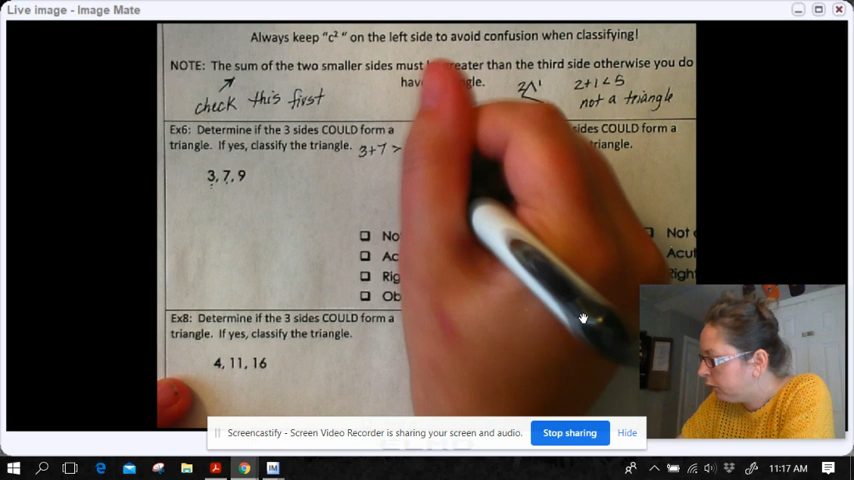 Live image - Image Mate
Always keep "c² " on the left side to avoid confusion when classifying!
NOTE: The sum of the two smaller sides must greater than the third side otherwise you do
hav
check this first
2 1
2+1<5
not a triangle
Ex6: Determine if the 3 sides COULD form a
triangle. If yes, classify the triangle.
3+7 >
3, 7, 9
sides COULD form a
triangle.
No
Ac
Rig
Ob
Not
Acut
Right
Ex8: Determine if the 3 sides COULD form a
triangle. If yes, classify the triangle.
4, 11, 16
Screencastify - Screen Video Recorder is sharing your screen and audio.
Stop sharing
Hide
11:17 AM